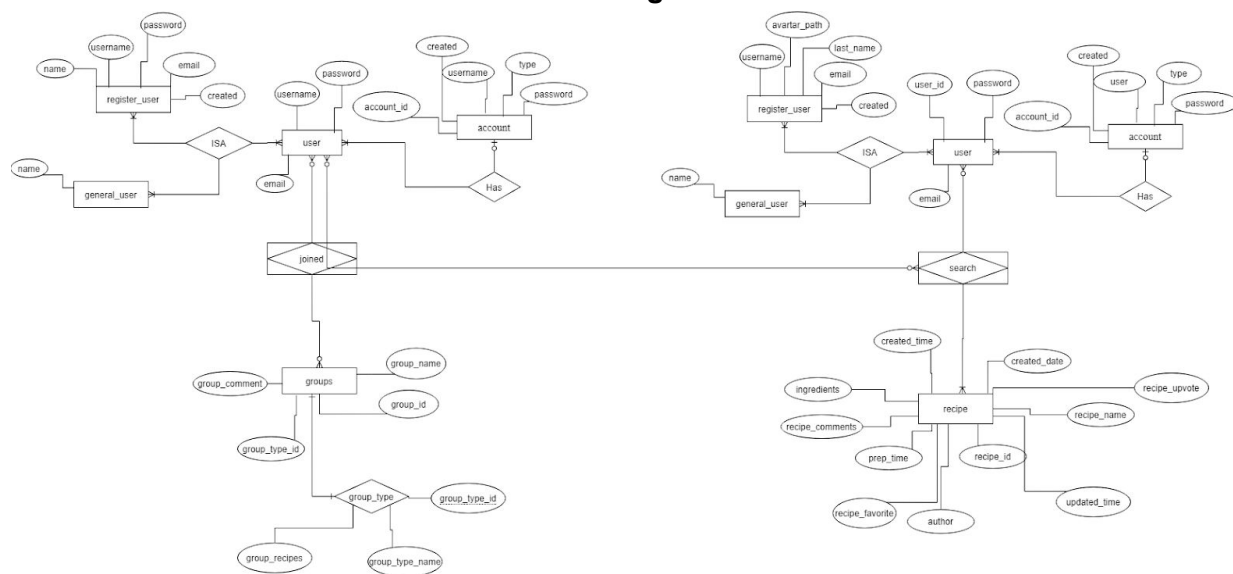 g
password
username
name
email
register_user
created
ISA
name
general_user
created
username
type
password
account_id
account
username
password
user
email
Has
joined
group_name
group_comment
groups
group_id
group_type_id
group_type
group_type_id
group_recipes
group_type_name
avartar_path
last_name
username
email
register_user
created
ISA
name
general_user
user_id
password
user
email
created
user
type
password
account_id
account
Has
search
created_time
created_date
ingredients
recipe_upvote
recipe
recipe_name
recipe_comments
prep_time
recipe_id
updated_time
recipe_favorite
author